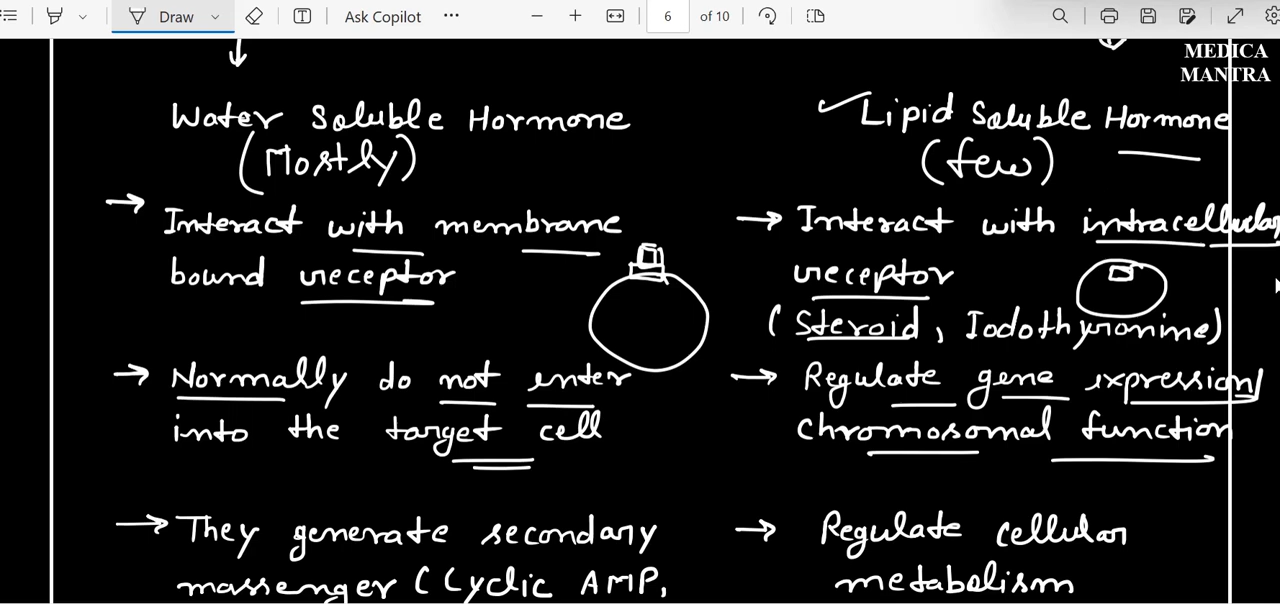 Draw
Ask Copilot
6 of 10
MEDICA
MANTRA
Water Soluble Hormone
(Mostly)
→ Interact with membrane
bound receptor
→ Normally do not enter
into the target cell
→ They generate secondary
massenger (Cyclic AMP,
✓Lipid Soluble Hormone
(few)
→ Interact with intracellular
receptor
(Steroid, Iodothyronine)
→ Regulate gene expression/
chromosomal function
→ Regulate cellular
metabolism